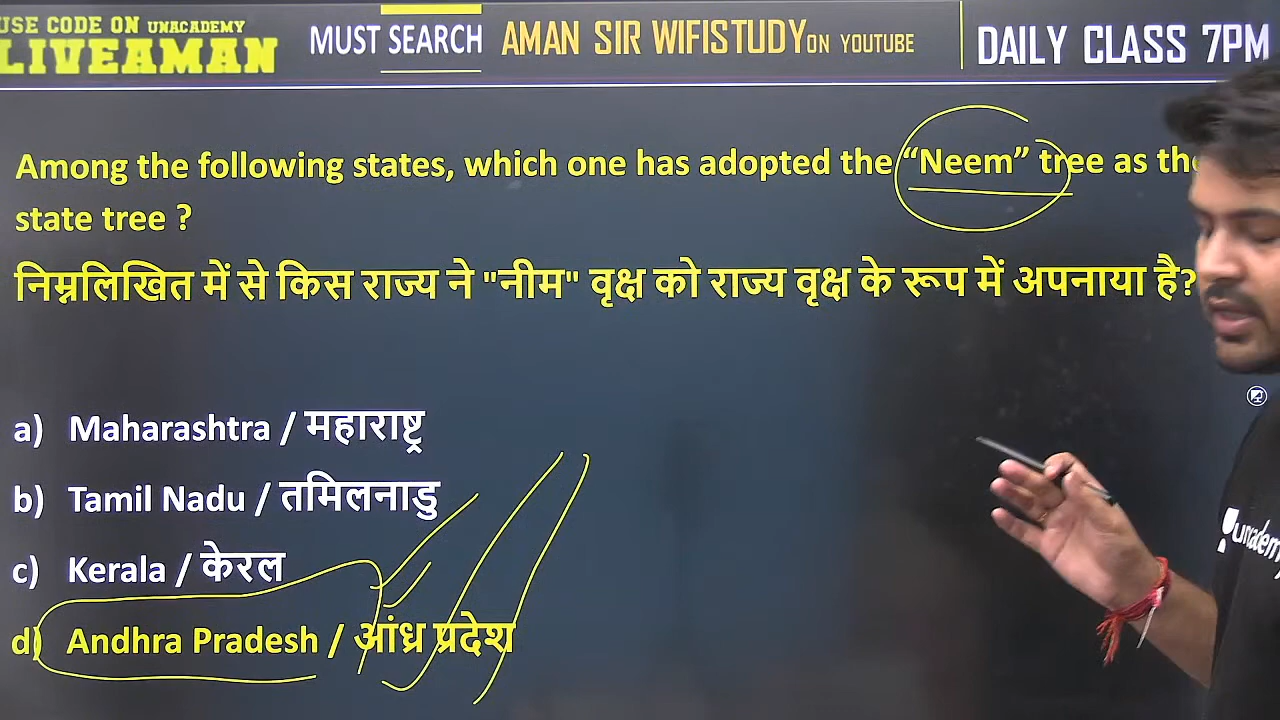 USE CODE ON UNACADEMY
LIVEAMAN
MUST SEARCH
AMAN SIR WIFISTUDY ON YOUTUBE
DAILY CLASS 7PM
Among the following states, which one has adopted the “Neem” tree as the
state tree ?
निम्नलिखित में से किस राज्य ने "नीम" वृक्ष को राज्य वृक्ष के रूप में अपनाया है?
a) Maharashtra / महाराष्ट्र
b) Tamil Nadu / तमिलनाडु
c) Kerala / केरल
d) Andhra Pradesh / आंध्र प्रदेश
unacademy